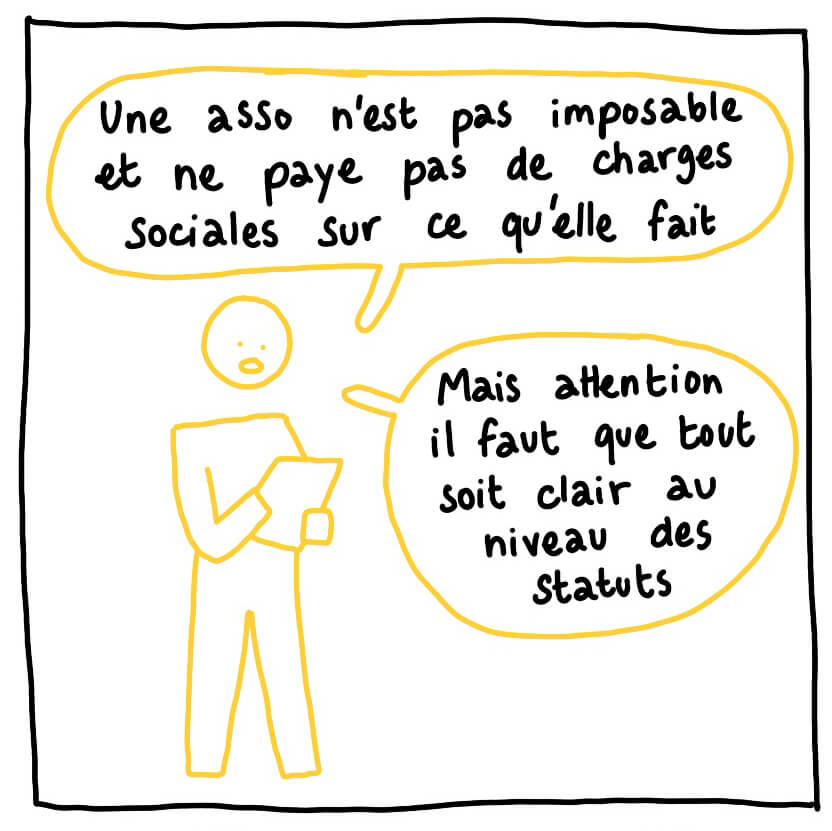 Une asso n'est pas imposable
et ne paye pas de charges
sociales sur ce qu'elle fait
Mais attention
il faut que tout
soit clair au
niveau des
statuts